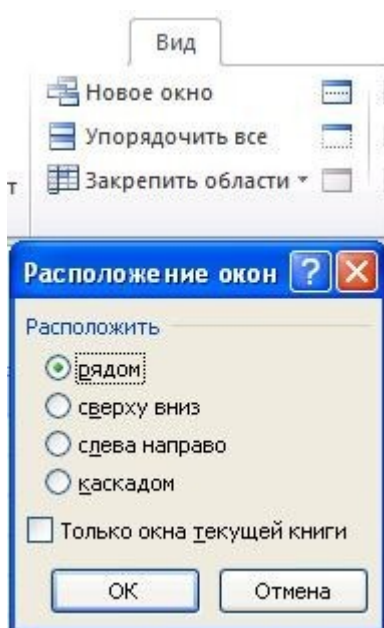 Вид
Новое окно
Упорядочить все
т
Закрепить области
Расположение окон
Расположить
рядом
сверху вниз
слева направо
каскадом
Только окна текущей книги
ОК
Отмена